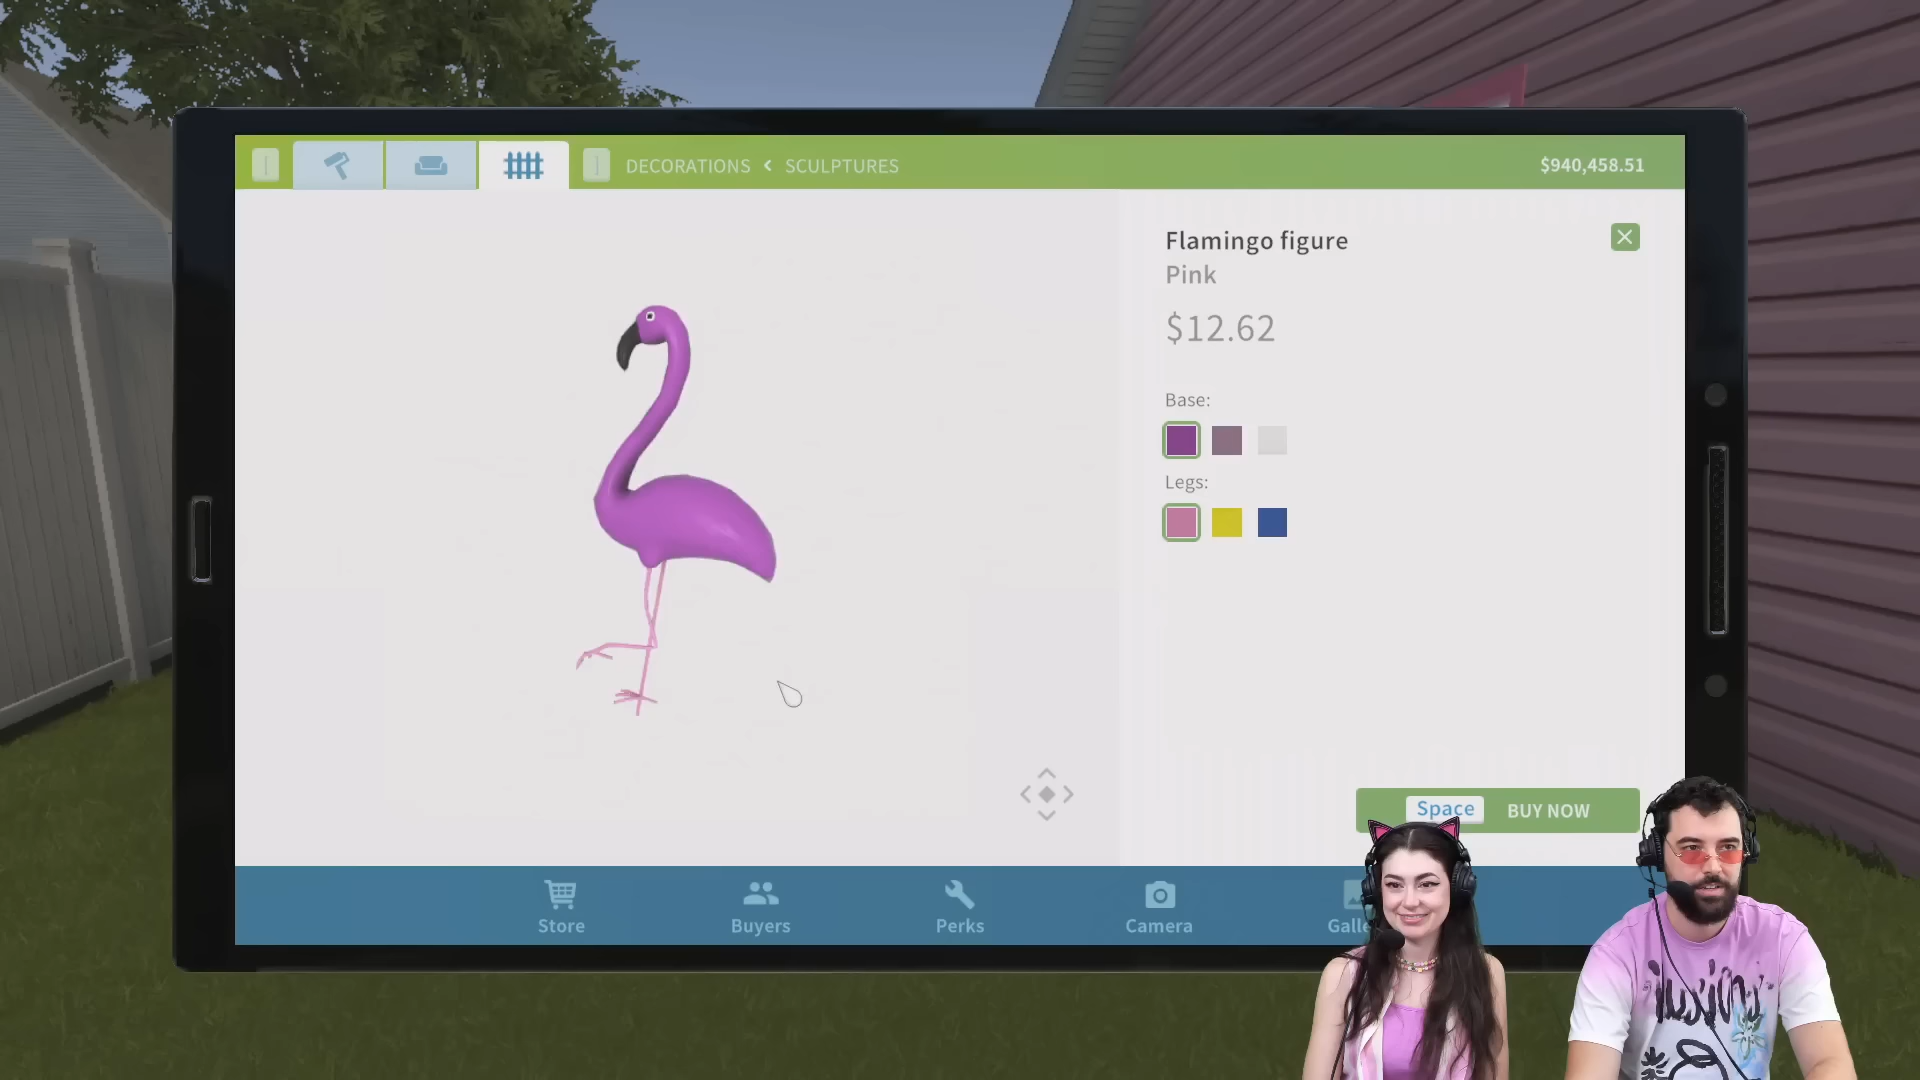 DECORATIONS < SCULPTURES
$940,458.51
Flamingo figure
Pink
$12.62
Base:
Legs:
Space BUY NOW
Store
Buyers
Perks
Camera